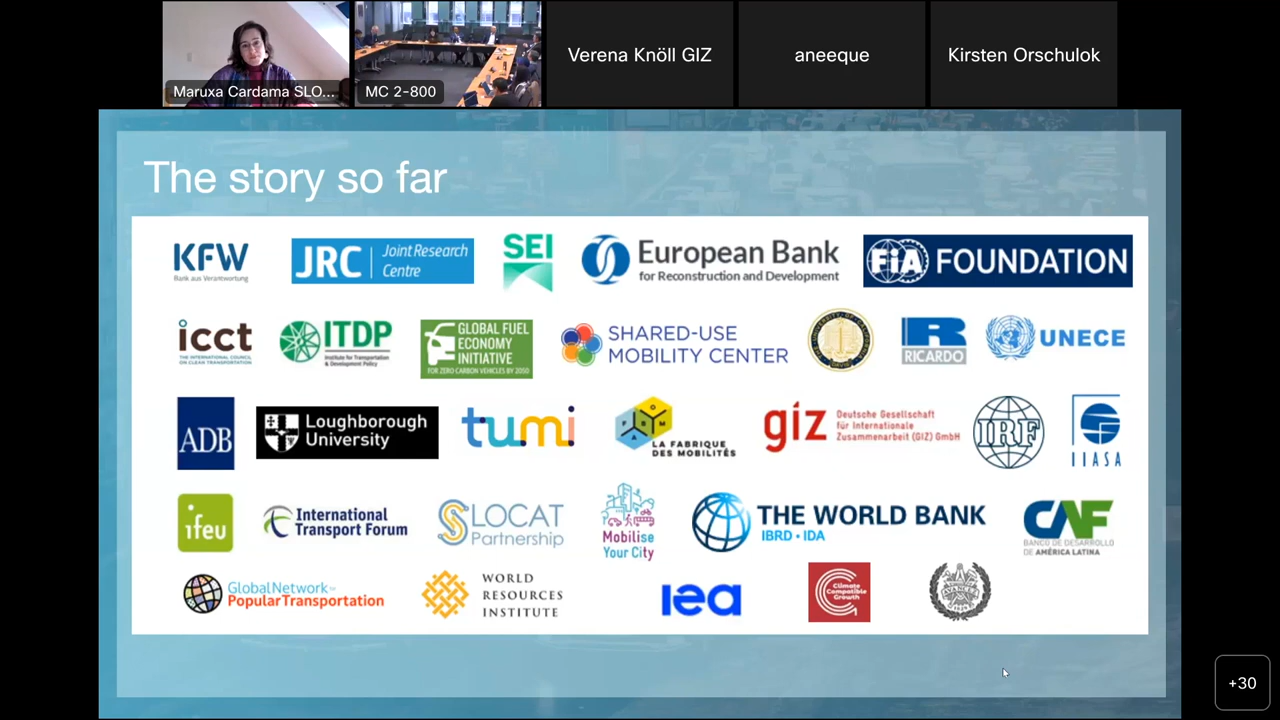 Maruxa Cardama SLO...
MC 2-800
Verena Knöll GIZ
aneeque
Kirsten Orschulok
The story so far
KFW
Bank aus Verantwortung
JRC
Joint Research
Centre
SEI
European Bank
for Reconstruction and Development
FiA FOUNDATION
icct
THE INTERNATIONAL COUNCIL
ON CLEAN TRANSPORTATION
ITDP
Institute for Transportation
& Development Policy
GLOBAL FUEL
ECONOMY
INITIATIVE
FOR ZERO CARBON VEHICLES BY 2050
SHARED-USE
MOBILITY CENTER
R
RICARDO
UNECE
ADB
Loughborough
University
tumi
LA FABRIQUE
DES MOBILITÉS
giz
Deutsche Gesellschaft
für Internationale
Zusammenarbeit (GIZ) GmbH
IRF
IIASA
ifeu
International
Transport Forum
SLOCAT
Partnership
Mobilise
Your City
THE WORLD BANK
IBRD • IDA
CAF
BANCO DE DESARROLLO
DE AMÉRICA LATINA
Global Network
for
Popular Transportation
WORLD
RESOURCES
INSTITUTE
iea
Climate
Compatible
Growth
+30